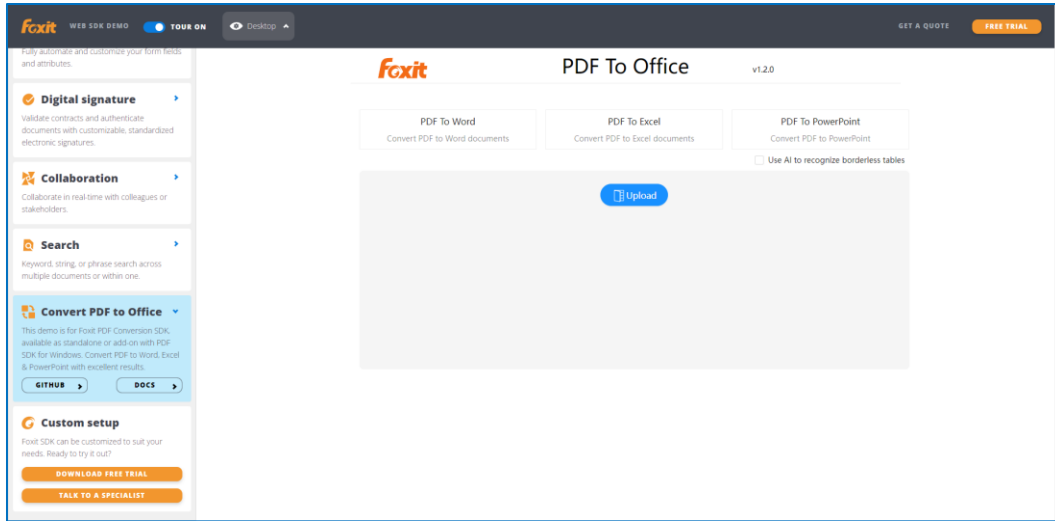 Foxit WEB SDK DEMO TOUR ON Desktop GET A QUOTE FREE TRIAL
Fully automate and customize your form fields
and attributes.
Digital signature
Validate contracts and authenticate
documents with customizable, standardized
electronic signatures.
Collaboration
Collaborate in real-time with colleagues or
stakeholders.
Search
Keyword, string, or phrase search across
multiple documents or within one.
Convert PDF to Office
This demo is for Foxit PDF Conversion SDK,
available as standalone or add-on with PDF
SDK for Windows. Convert PDF to Word, Excel
& PowerPoint with excellent results.
GITHUB DOCS
Custom setup
Foxit SDK can be customized to suit your
needs. Ready to try it out?
DOWNLOAD FREE TRIAL
TALK TO A SPECIALIST
Foxit PDF To Office v1.2.0
PDF To Word PDF To Excel PDF To PowerPoint
Convert PDF to Word documents Convert PDF to Excel documents Convert PDF to PowerPoint
Use AI to recognize borderless tables
Upload